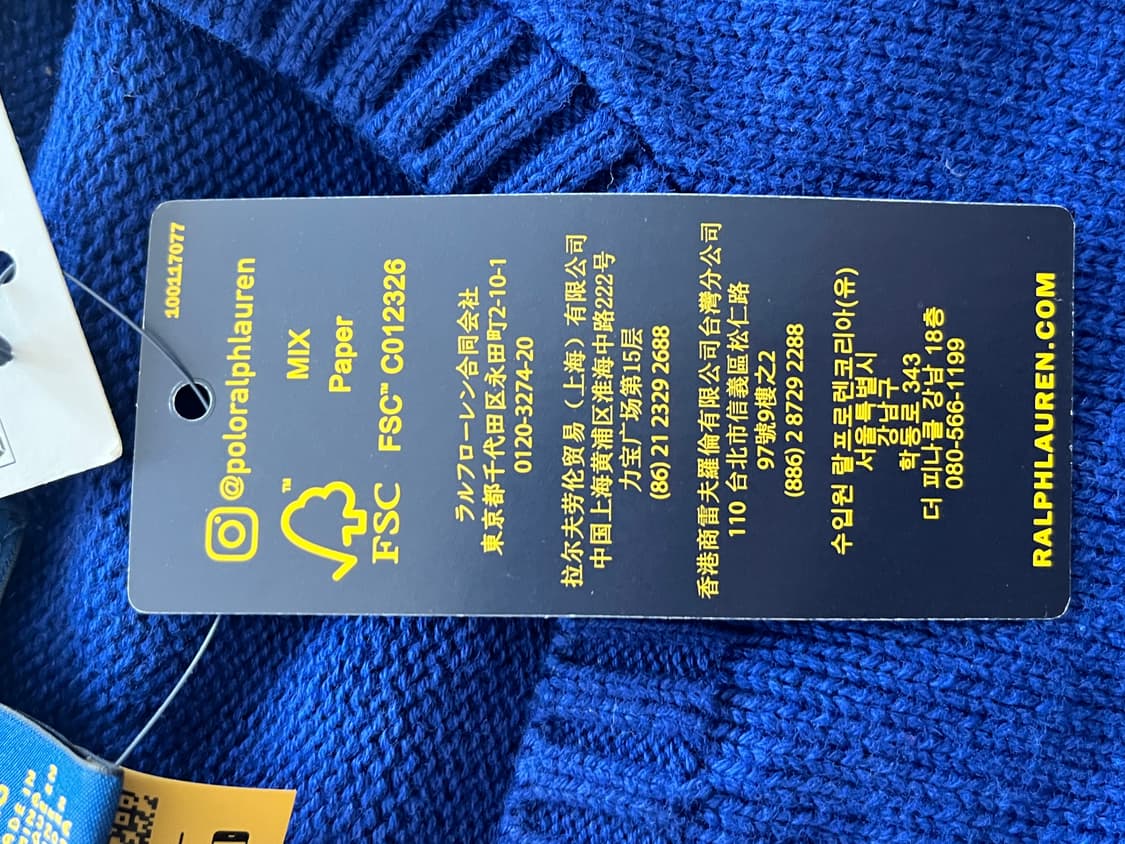 100117077
@poloralphlauren
MIX
Paper
FSC™
FSC™ C012326
ラルフローレン合同会社
東京都千代田区永田町2-10-1
0120-3274-20
拉尔夫劳伦贸易（上海）有限公司
中国上海黄浦区淮海中路222号
力宝广场第15层
(86) 21 2329 2688
香港商雷夫羅倫有限公司台灣分公司
110 台北市信義區松仁路
97號9樓之2
(886) 2 8729 2288
수입원 랄 프로렌코리아(유)
서울특별시
강남구
학동로 343
더 피나클 강남 18층
080-566-1199
RALPHLAUREN.COM